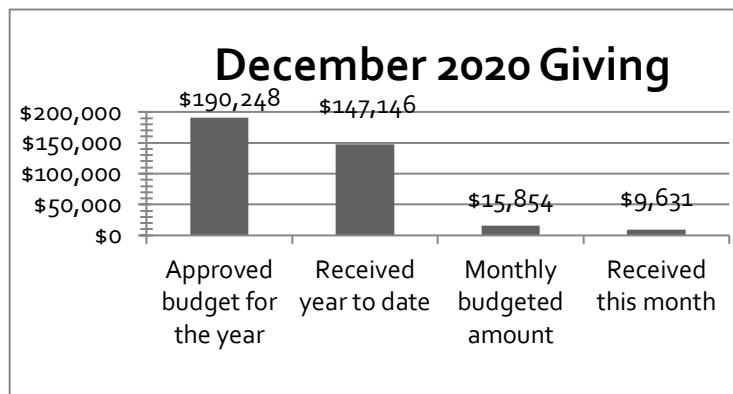 December 2020 Giving
$190,248
$147,146
$15,854
$9,631
$200,000
$150,000
$100,000
$50,000
$0
Approved
budget for
the year
Received
year to date
Monthly
budgeted
amount
Received
this month